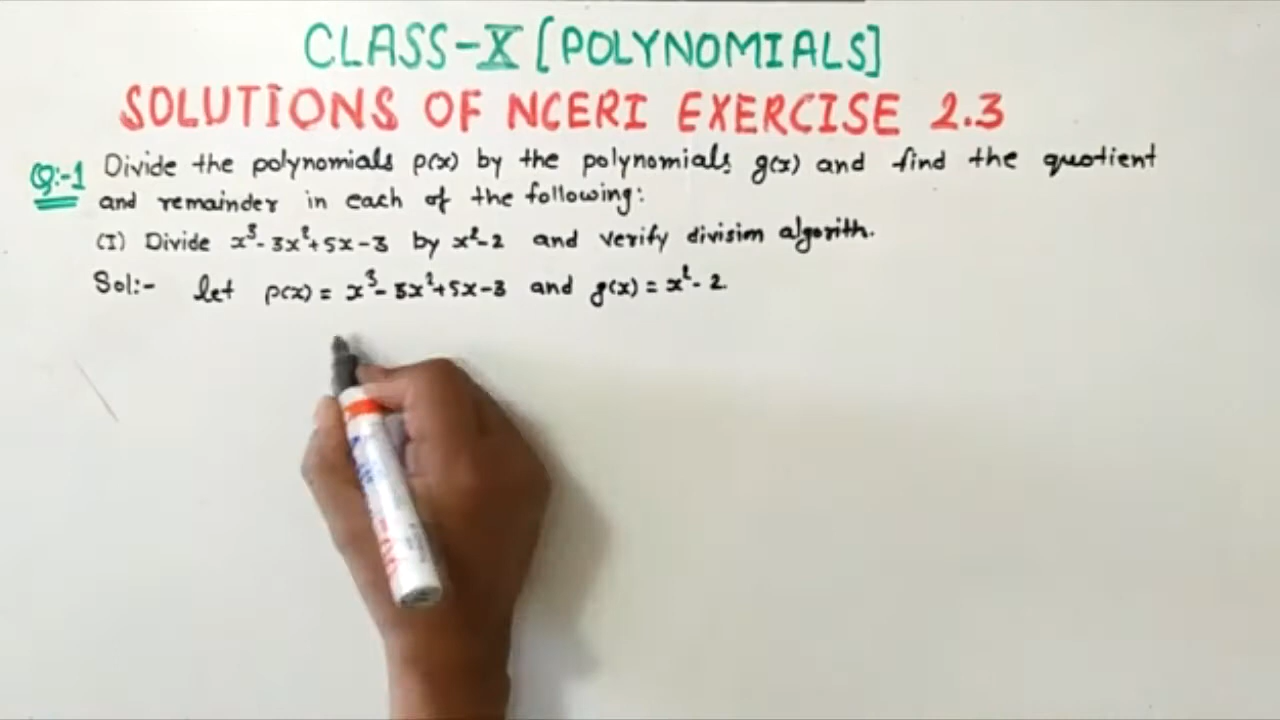 CLASS-X [POLYNOMIALS]
SOLUTIONS OF NCERI EXERCISE 2.3
Q:-1 Divide the polynomials p(x) by the polynomials g(x) and find the quotient
and remainder in each of the following:
(I) Divide x³- 3x²+5x-3 by x²-2 and verify division algorith.
Sol:- let p(x) = x³- 3x²+5x-3 and g(x) = x²- 2